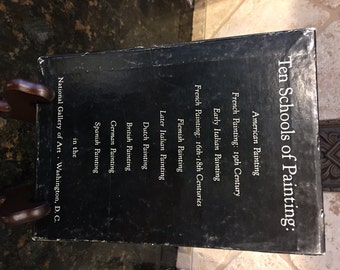 Ten Schools of Painting:
American Painting
French Painting: 19th Century
Early Italian Painting
French Painting: 16th-18th Centuries
Flemish Painting
Later Italian Painting
Dutch Painting
British Painting
German Painting
Spanish Painting
in the
National Gallery of Art · Washington, D. C.